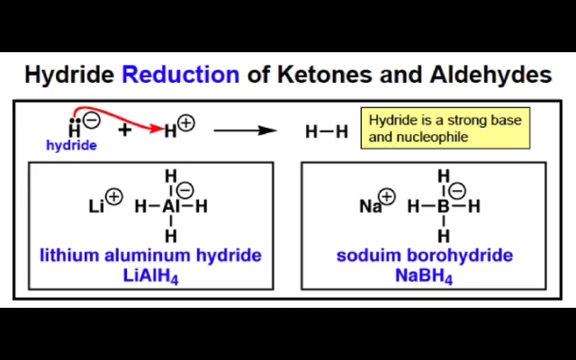 Hydride Reduction of Ketones and Aldehydes
H⊖ + H⊕ → H–H
hydride
Hydride is a strong base
and nucleophile
H
Li⊕ H–Al⊖–H
H
lithium aluminum hydride
LiAlH4
H
Na⊕ H–B⊖–H
H
soduim borohydride
NaBH4